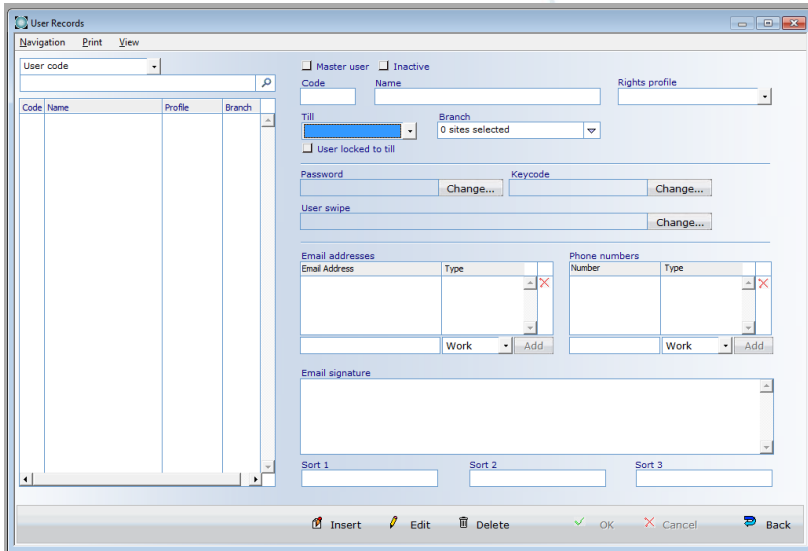 User Records
Navigation Print View
User code
Code Name Profile Branch
Master user Inactive
Code Name Rights profile
Till Branch
0 sites selected
User locked to till
Password Keycode
Change... Change...
User swipe
Change...
Email addresses Phone numbers
Email Address Type Number Type
Work Add Work Add
Email signature
Sort 1 Sort 2 Sort 3
Insert Edit Delete OK Cancel Back